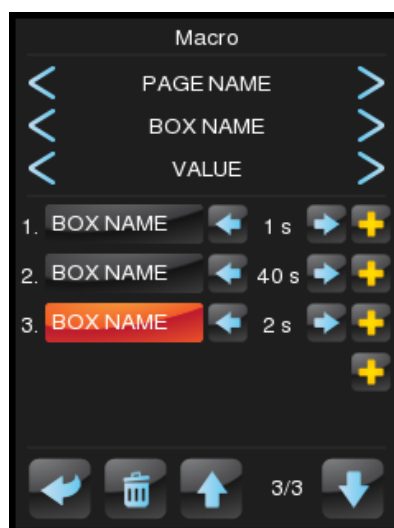 Macro
PAGE NAME
BOX NAME
VALUE
1. BOX NAME 1 s
2. BOX NAME 40 s
3. BOX NAME 2 s
3/3